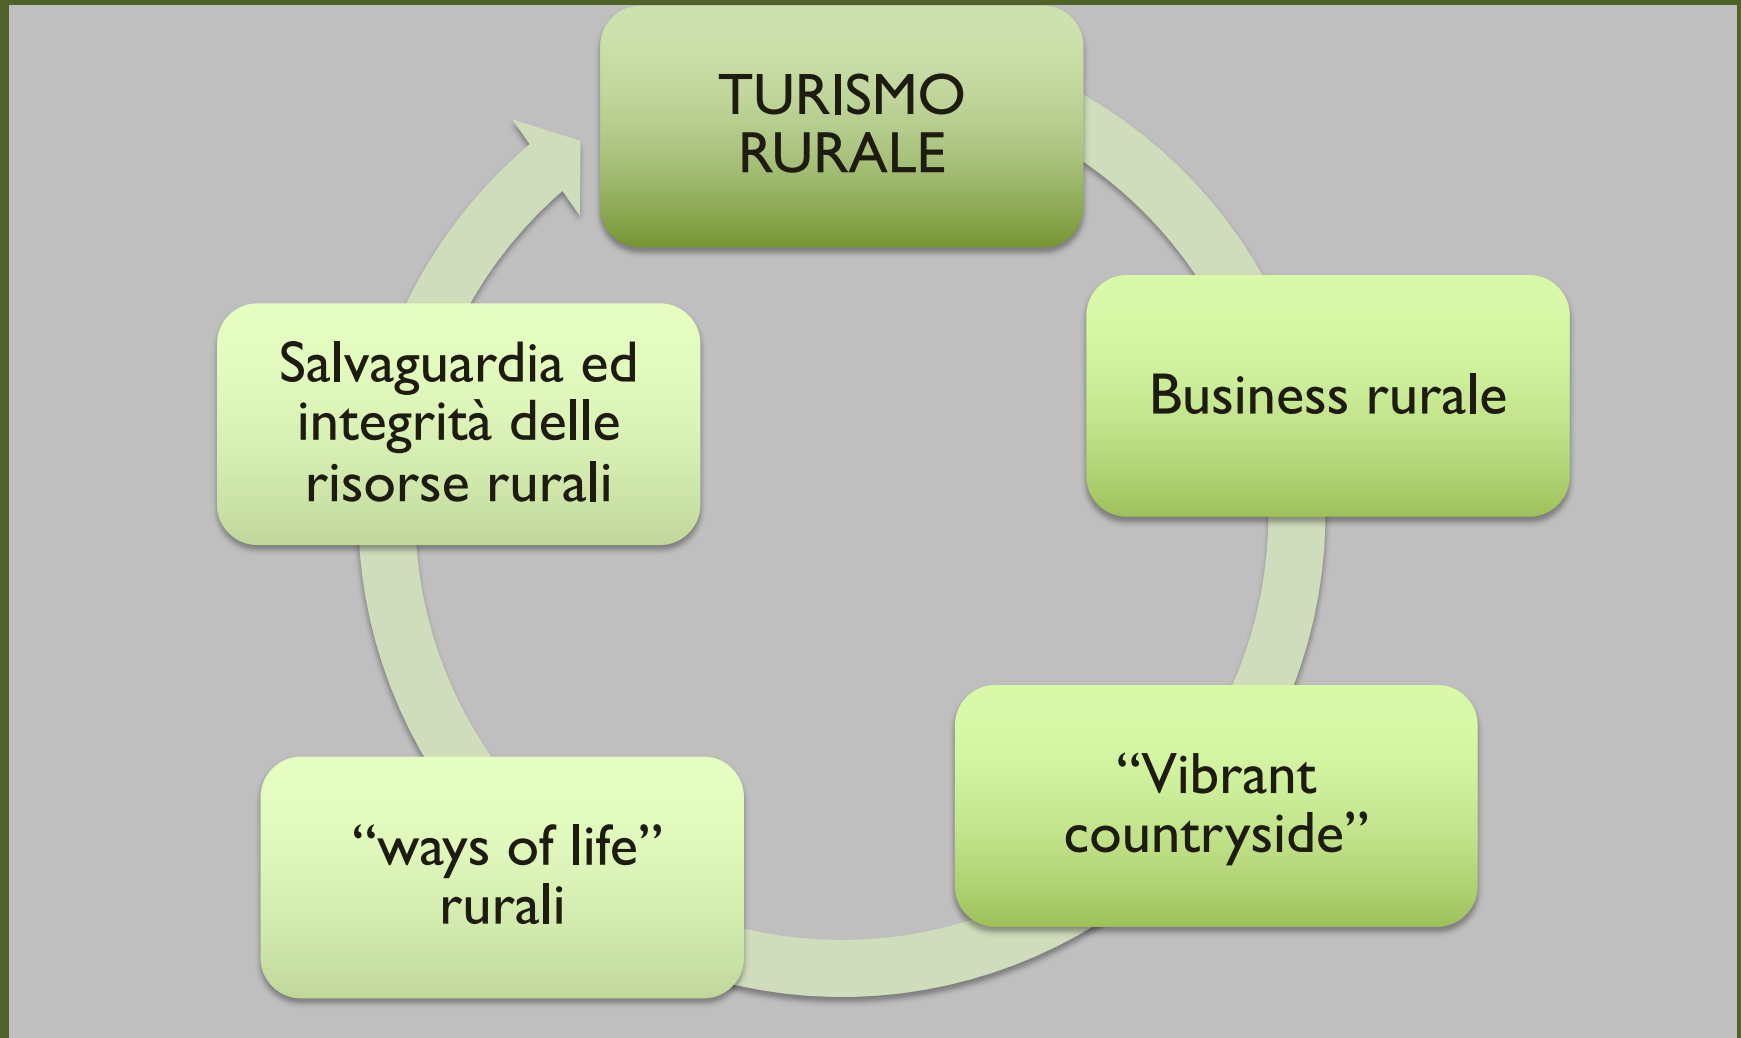 TURISMO
RURALE
Business rurale
“Vibrant
countryside”
“ways of life”
rurali
Salvaguardia ed
integrità delle
risorse rurali